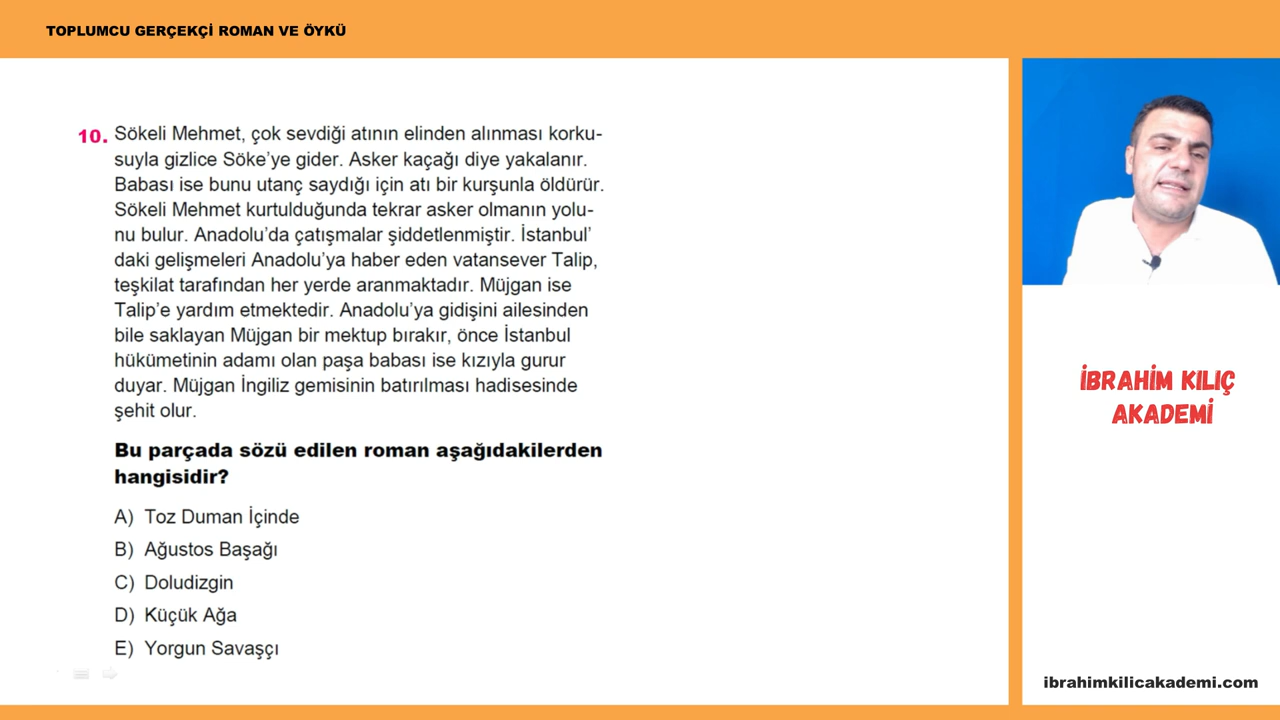 TOPLUMCU GERÇEKÇİ ROMAN VE ÖYKÜ
10. Sökeli Mehmet, çok sevdiği atının elinden alınması korku-
suyla gizlice Söke'ye gider. Asker kaçağı diye yakalanır.
Babası ise bunu utanç saydığı için atı bir kurşunla öldürür.
Sökeli Mehmet kurtulduğunda tekrar asker olmanın yolu-
nu bulur. Anadolu'da çatışmalar şiddetlenmiştir. İstanbul'
daki gelişmeleri Anadolu'ya haber eden vatansever Talip,
teşkilat tarafından her yerde aranmaktadır. Müjgan ise
Talip'e yardım etmektedir. Anadolu'ya gidişini ailesinden
bile saklayan Müjgan bir mektup bırakır, önce İstanbul
hükümetinin adamı olan paşa babası ise kızıyla gurur
duyar. Müjgan İngiliz gemisinin batırılması hadisesinde
şehit olur.
Bu parçada sözü edilen roman aşağıdakilerden
hangisidir?
A) Toz Duman İçinde
B) Ağustos Başağı
C) Doludizgin
D) Küçük Ağa
E) Yorgun Savaşçı
İBRAHİM KILIÇ
AKADEMİ
ibrahimkilicakademi.com